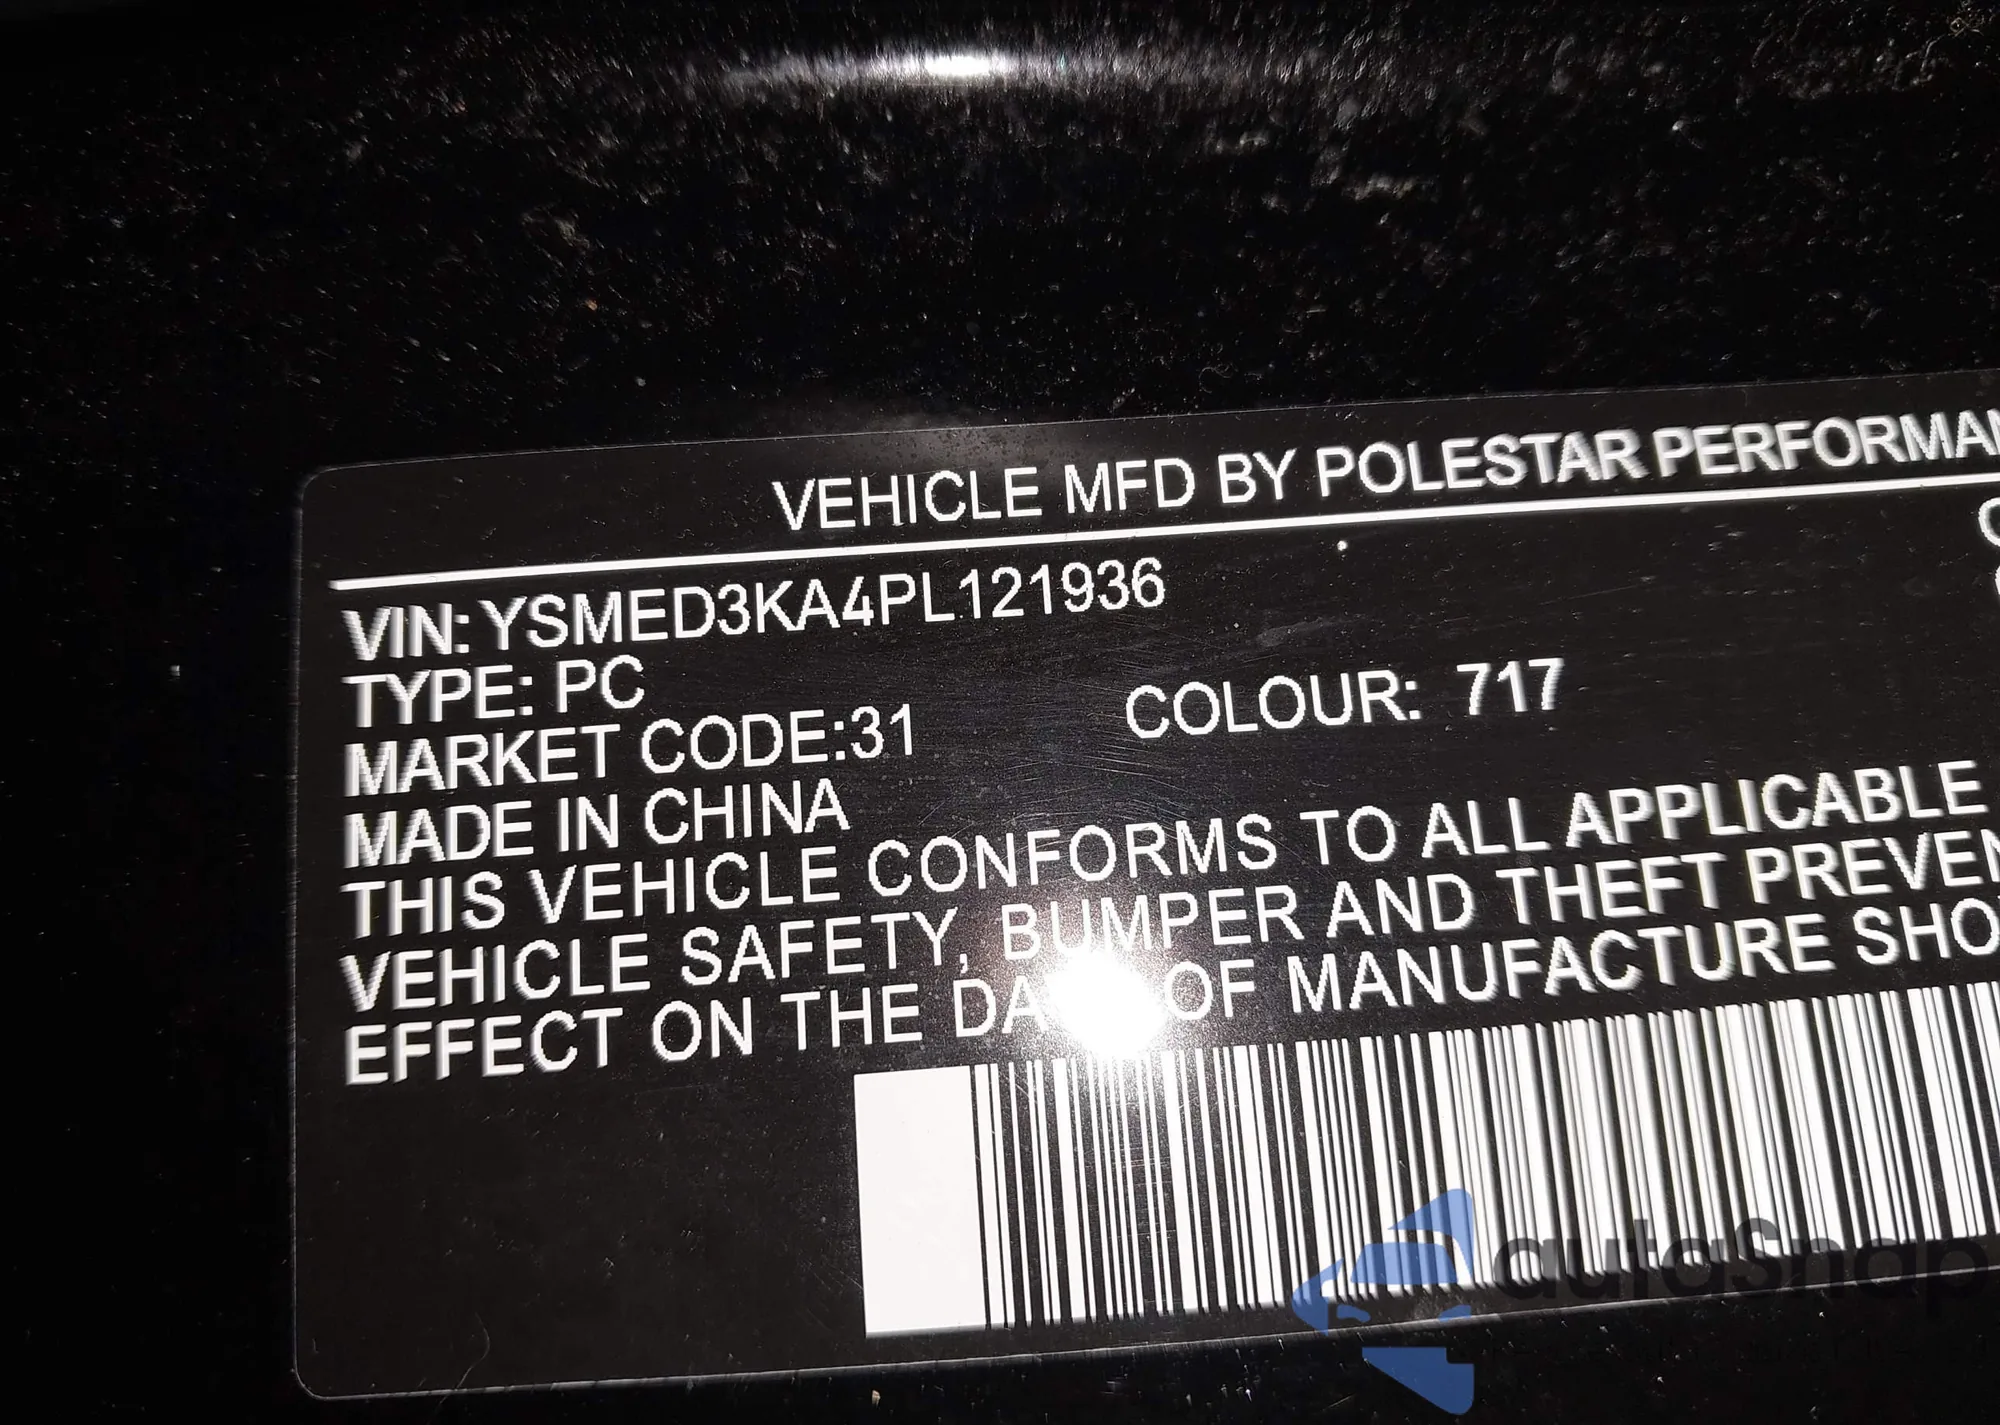 VEHICLE MFD BY POLESTAR PERFORMAN
VIN: YSMED3KA4PL121936
TYPE: PC
MARKET CODE:31 COLOUR: 717
MADE IN CHINA
THIS VEHICLE CONFORMS TO ALL APPLICABLE
VEHICLE SAFETY, BUMPER AND THEFT PREVEN
EFFECT ON THE DA OF MANUFACTURE SHO
autosnap